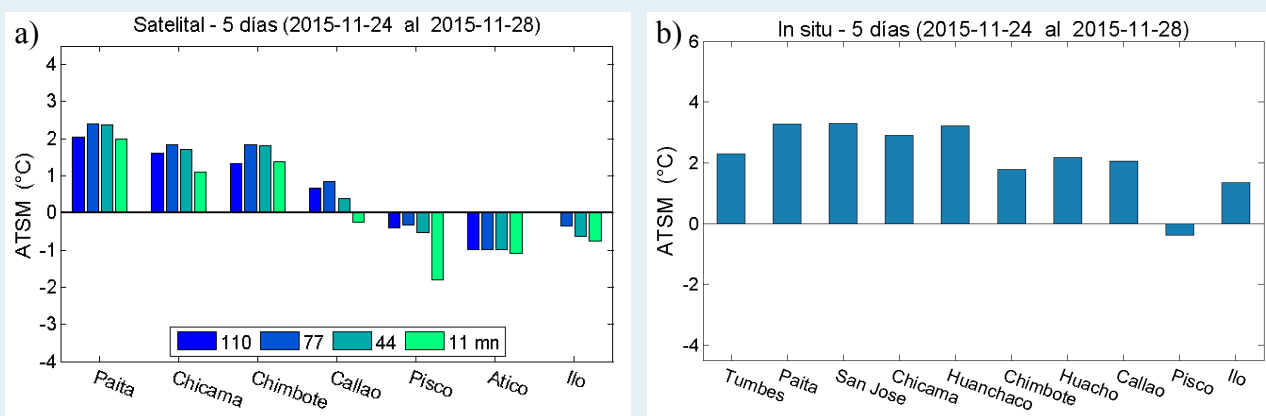 a)
Satelital - 5 días (2015-11-24 al 2015-11-28)
ATSM (°C)
4
3
2
1
0
-1
-2
-3
-4
110 77 44 11 mn
Paita Chicama Chimbote Callao Pisco Atico Ilo
b)
In situ - 5 días (2015-11-24 al 2015-11-28)
ATSM (°C)
6
4
2
0
-2
-4
Tumbes Paita San Jose Chicama Huanchaco Chimbote Huacho Callao Pisco Ilo